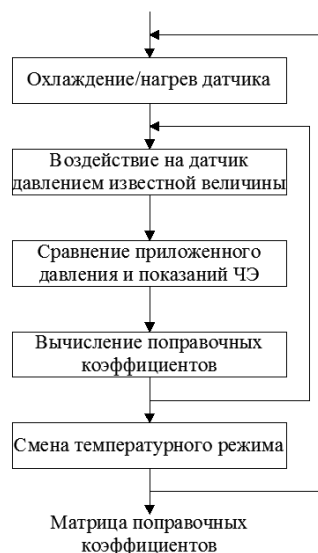 Охлаждение/нагрев датчика
Воздействие на датчик
давлением известной величины
Сравнение приложенного
давления и показаний ЧЭ
Вычисление поправочных
коэффициентов
Смена температурного режима
Матрица поправочных
коэффициентов